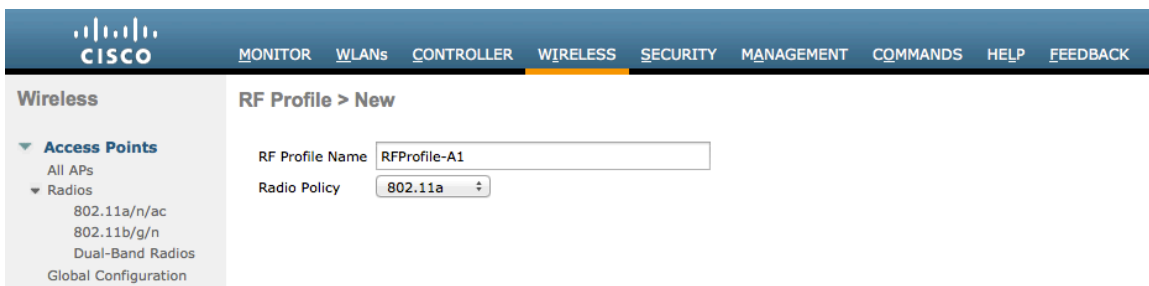 CISCO
MONITOR WLANs CONTROLLER WIRELESS SECURITY MANAGEMENT COMMANDS HELP FEEDBACK
Wireless
RF Profile > New
Access Points
All APs
Radios
802.11a/n/ac
802.11b/g/n
Dual-Band Radios
Global Configuration
RF Profile Name RFProfile-A1
Radio Policy 802.11a